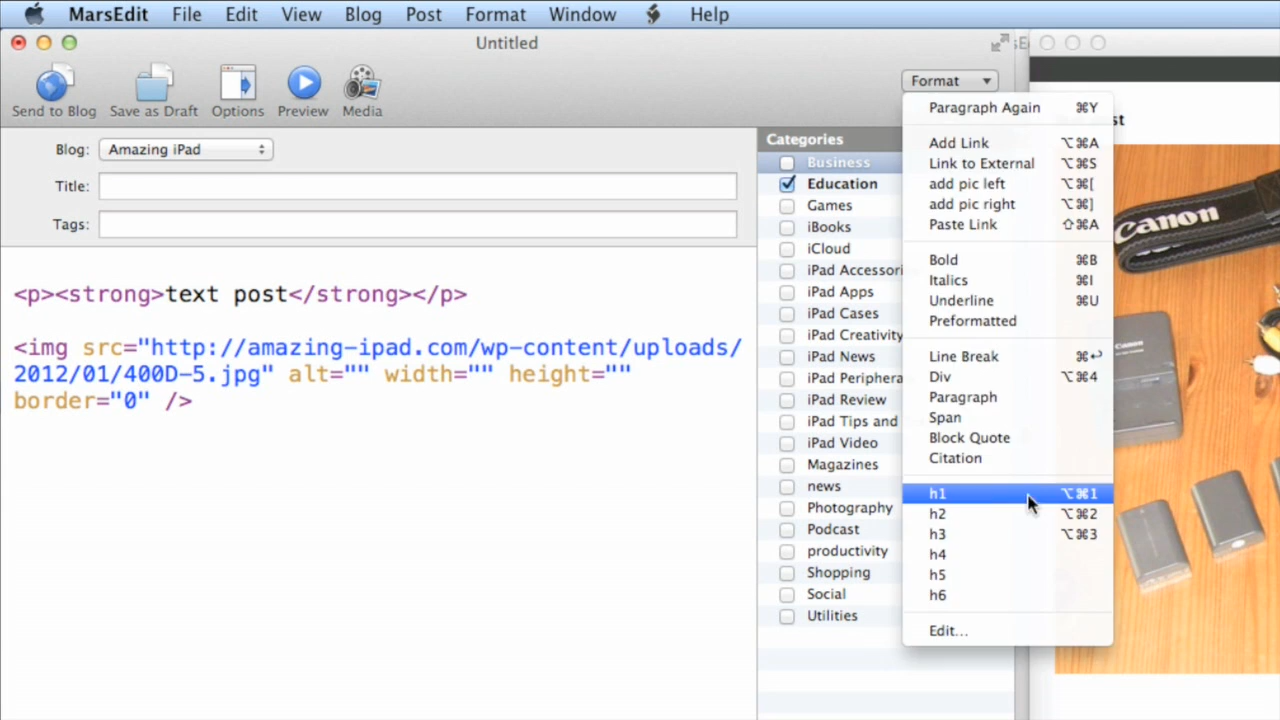 MarsEdit File Edit View Blog Post Format Window Help
Untitled
Send to Blog Save as Draft Options Preview Media
Format
Blog: Amazing iPad
Title:
Tags:
<p><strong>text post</strong></p>
<img src="http://amazing-ipad.com/wp-content/uploads/
2012/01/400D-5.jpg" alt="" width="" height=""
border="0" />
Categories
Business
Education
Games
iBooks
iCloud
iPad Accessori
iPad Apps
iPad Cases
iPad Creativity
iPad News
iPad Periphera
iPad Review
iPad Tips and
iPad Video
Magazines
news
Photography
Podcast
productivity
Shopping
Social
Utilities
Paragraph Again ⌘Y
Add Link ⌥⌘A
Link to External ⌥⌘S
add pic left ⌥⌘[
add pic right ⌥⌘]
Paste Link ⇧⌘A
Bold ⌘B
Italics ⌘I
Underline ⌘U
Preformatted
Line Break ⌘↩
Div ⌥⌘4
Paragraph
Span
Block Quote
Citation
h1 ⌥⌘1
h2 ⌥⌘2
h3 ⌥⌘3
h4
h5
h6
Edit...
Canon